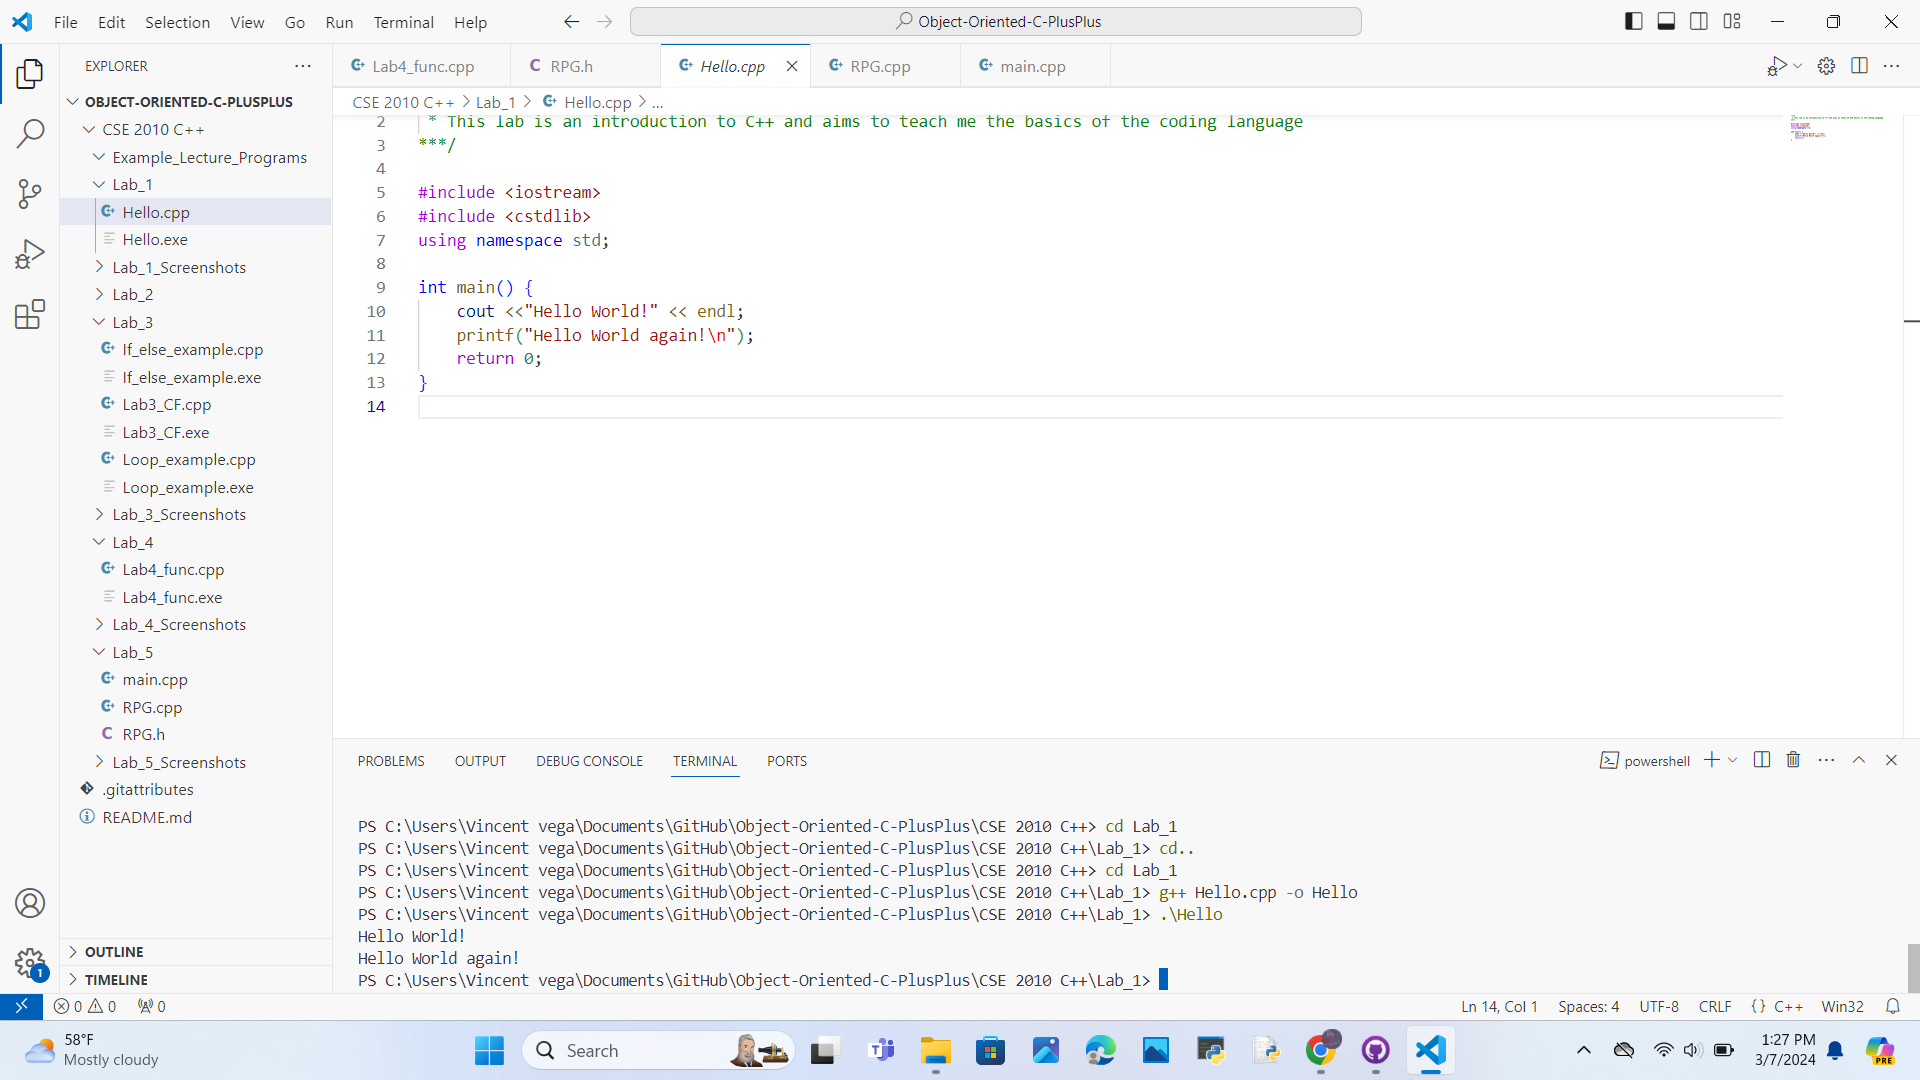 File Edit Selection View Go Run Terminal Help
Object-Oriented-C-PlusPlus
EXPLORER
OBJECT-ORIENTED-C-PLUSPLUS
CSE 2010 C++
Example_Lecture_Programs
Lab_1
Hello.cpp
Hello.exe
Lab_1_Screenshots
Lab_2
Lab_3
If_else_example.cpp
If_else_example.exe
Lab3_CF.cpp
Lab3_CF.exe
Loop_example.cpp
Loop_example.exe
Lab_3_Screenshots
Lab_4
Lab4_func.cpp
Lab4_func.exe
Lab_4_Screenshots
Lab_5
main.cpp
RPG.cpp
RPG.h
Lab_5_Screenshots
.gitattributes
README.md
OUTLINE
TIMELINE
Lab4_func.cpp RPG.h Hello.cpp RPG.cpp main.cpp
CSE 2010 C++ > Lab_1 > Hello.cpp > ...
2 * This lab is an introduction to C++ and aims to teach me the basics of the coding language
3 ***/
4
5 #include <iostream>
6 #include <cstdlib>
7 using namespace std;
8
9 int main() {
10 cout <<"Hello World!" << endl;
11 printf("Hello World again!\n");
12 return 0;
13 }
14
PROBLEMS OUTPUT DEBUG CONSOLE TERMINAL PORTS
powershell
PS C:\Users\Vincent vega\Documents\GitHub\Object-Oriented-C-PlusPlus\CSE 2010 C++> cd Lab_1
PS C:\Users\Vincent vega\Documents\GitHub\Object-Oriented-C-PlusPlus\CSE 2010 C++\Lab_1> cd..
PS C:\Users\Vincent vega\Documents\GitHub\Object-Oriented-C-PlusPlus\CSE 2010 C++> cd Lab_1
PS C:\Users\Vincent vega\Documents\GitHub\Object-Oriented-C-PlusPlus\CSE 2010 C++\Lab_1> g++ Hello.cpp -o Hello
PS C:\Users\Vincent vega\Documents\GitHub\Object-Oriented-C-PlusPlus\CSE 2010 C++\Lab_1> .\Hello
Hello World!
Hello World again!
PS C:\Users\Vincent vega\Documents\GitHub\Object-Oriented-C-PlusPlus\CSE 2010 C++\Lab_1>
1
0 0 0
Ln 14, Col 1 Spaces: 4 UTF-8 CRLF {} C++ Win32
58°F
Mostly cloudy
Search
1:27 PM
3/7/2024
PRE